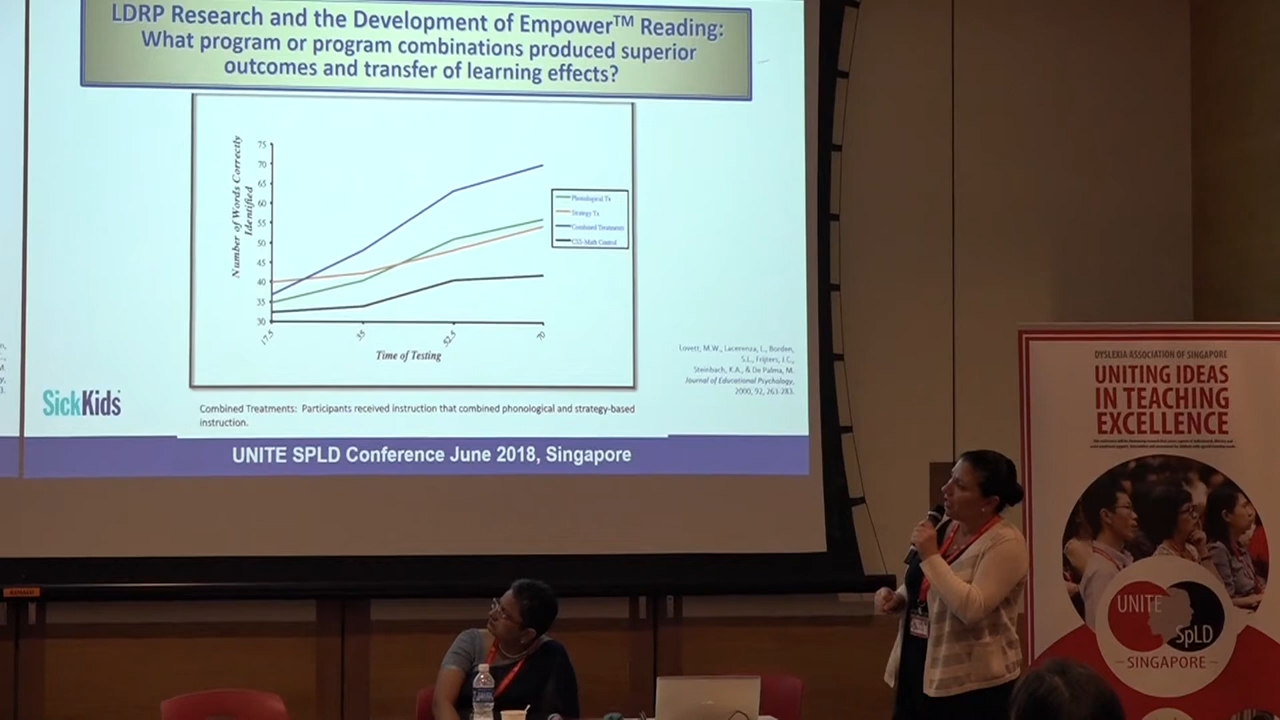 LDRP Research and the Development of Empower™ Reading:
What program or program combinations produced superior
outcomes and transfer of learning effects?
Number of Words Correctly
Identified
75
70
65
60
55
50
45
40
35
30
17.5
35
52.5
70
Time of Testing
Phonological Tx
Strategy Tx
Combined Treatments
CSS-Math Control
Lovett, M.W., Lacerenza, L., Borden,
S.L., Frijters, J.C.,
Steinbach, K.A., & De Palma, M.
Journal of Educational Psychology,
2000, 92, 263-283.
SickKids
Combined Treatments: Participants received instruction that combined phonological and strategy-based
instruction.
UNITE SPLD Conference June 2018, Singapore
DYSLEXIA ASSOCIATION OF SINGAPORE
UNITING IDEAS
IN TEACHING
EXCELLENCE
UNITE
SpLD
SINGAPORE